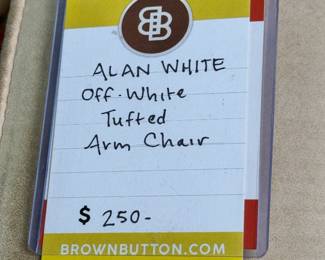 B
ALAN WHITE
Off-White
Tufted
Arm Chair
$ 250-
BROWNBUTTON.COM